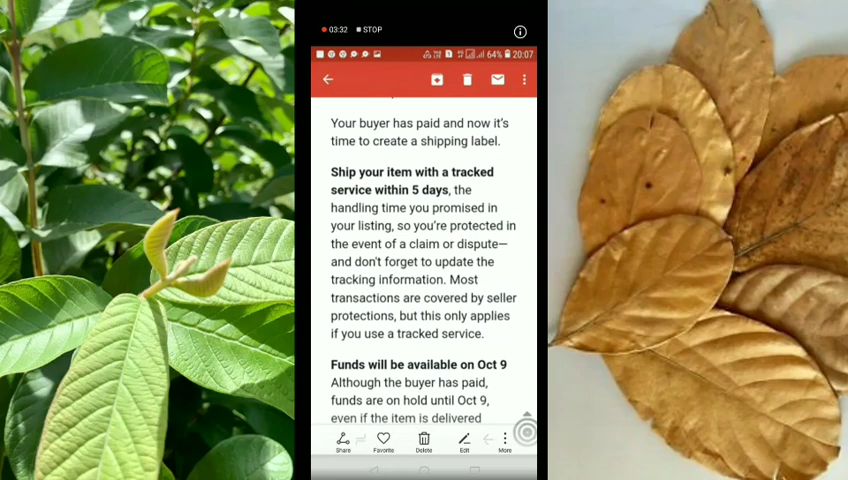 03:32 STOP
64% 20:07
Your buyer has paid and now it's
time to create a shipping label.
Ship your item with a tracked
service within 5 days, the
handling time you promised in
your listing, so you're protected in
the event of a claim or dispute—
and don't forget to update the
tracking information. Most
transactions are covered by seller
protections, but this only applies
if you use a tracked service.
Funds will be available on Oct 9
Although the buyer has paid,
funds are on hold until Oct 9,
even if the item is delivered
Share Favorite Delete Edit More